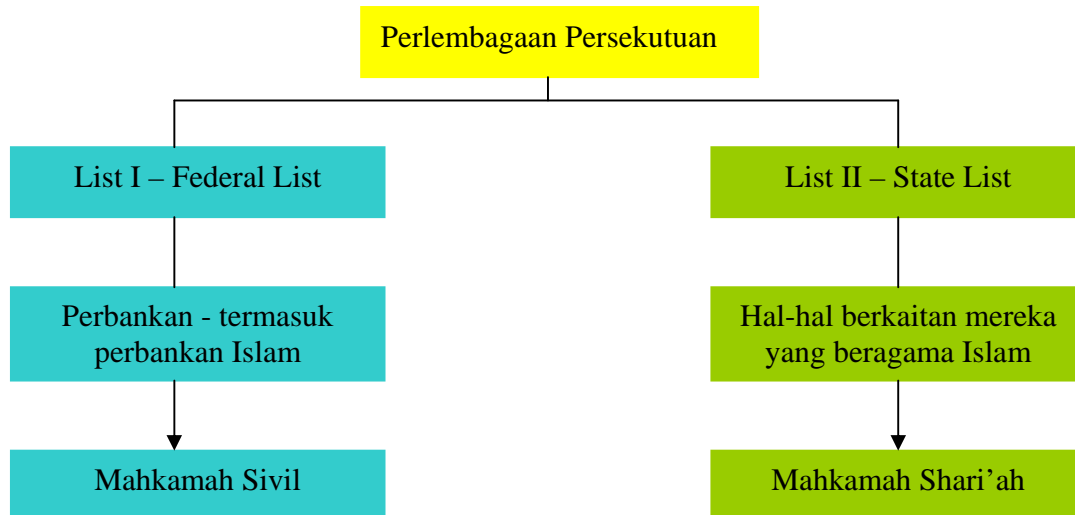 Perlembagaan Persekutuan
List I – Federal List
List II – State List
Perbankan - termasuk
perbankan Islam
Hal-hal berkaitan mereka
yang beragama Islam
Mahkamah Sivil
Mahkamah Shari’ah